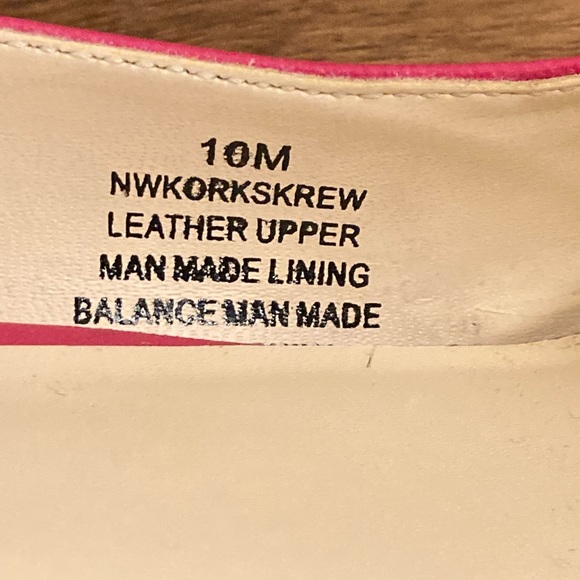 10M
NWKORKSKREW
LEATHER UPPER
MAN MADE LINING
BALANCE MAN MADE